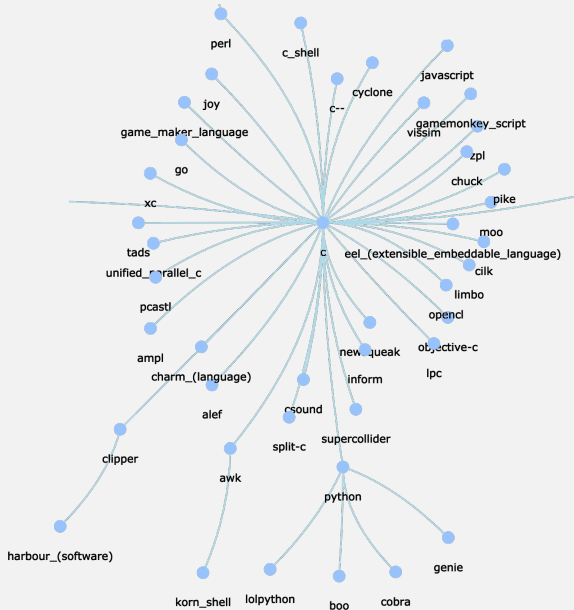 perl
c_shell
javascript
cyclone
joy
c--
gamemonkey_script
game_maker_language
vissim
zpl
go
chuck
xc
pike
moo
tads
c
eel_(extensible_embeddable_language)
unified_parallel_c
cilk
limbo
pcastl
opencl
ampl
newsqueak
objective-c
charm_(language)
inform
lpc
alef
csound
split-c
supercollider
clipper
awk
python
harbour_(software)
genie
korn_shell
lolpython
boo
cobra